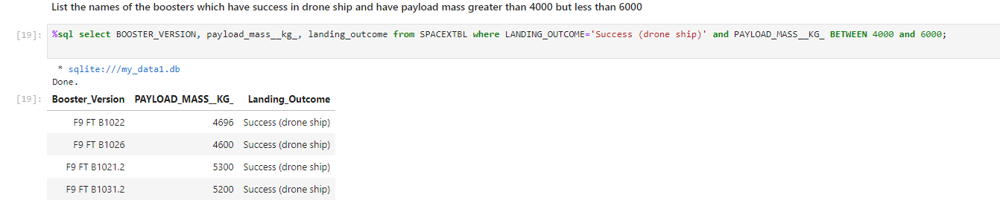 List the names of the boosters which have success in drone ship and have payload mass greater than 4000 but less than 6000
[19]: %sql select BOOSTER_VERSION, payload_mass__kg_, landing_outcome from SPACEXTBL where LANDING_OUTCOME='Success (drone ship)' and PAYLOAD_MASS__KG_ BETWEEN 4000 and 6000;
* sqlite:///my_data1.db
Done.
[19]: Booster_Version PAYLOAD_MASS__KG_ Landing_Outcome
F9 FT B1022 4696 Success (drone ship)
F9 FT B1026 4600 Success (drone ship)
F9 FT B1021.2 5300 Success (drone ship)
F9 FT B1031.2 5200 Success (drone ship)